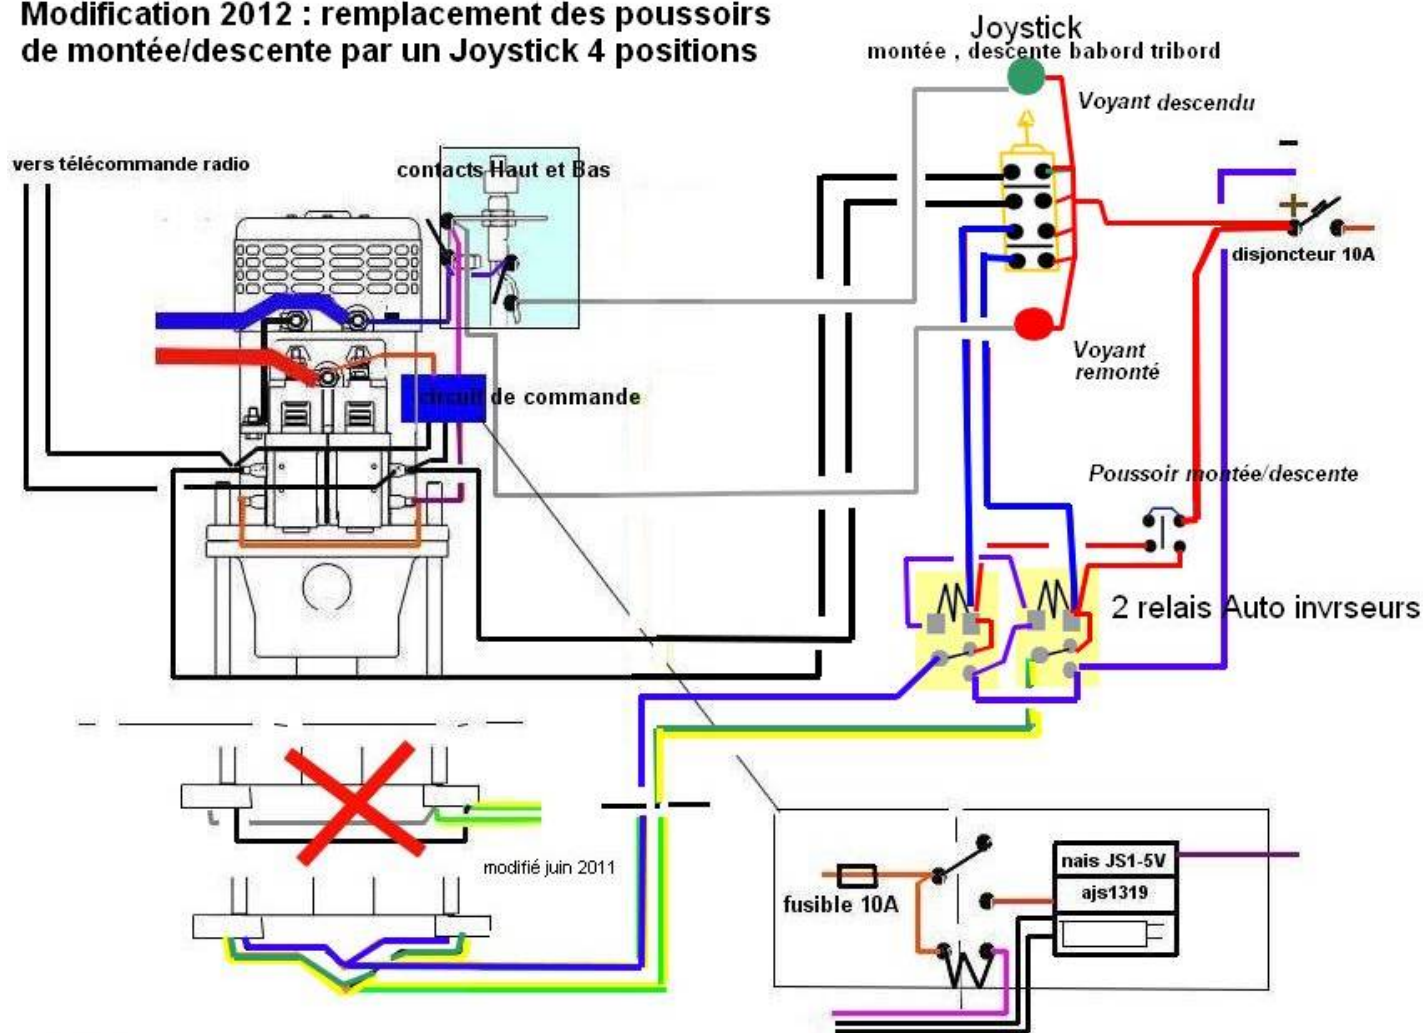 Modification 2012 : remplacement des poussoirs
de montée/descente par un Joystick 4 positions
Joystick
montée , descente babord tribord
Voyant descendu
vers télécommande radio
contacts Haut et Bas
-
+
disjoncteur 10A
Voyant
remonté
circuit de commande
Poussoir montée/descente
2 relais Auto invrseurs
modifié juin 2011
nais JS1-5V
ajs1319
fusible 10A